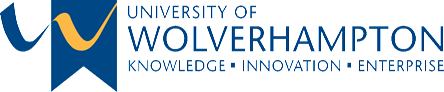 UNIVERSITY OF
WOLVERHAMPTON
KNOWLEDGE ▪ INNOVATION ▪ ENTERPRISE